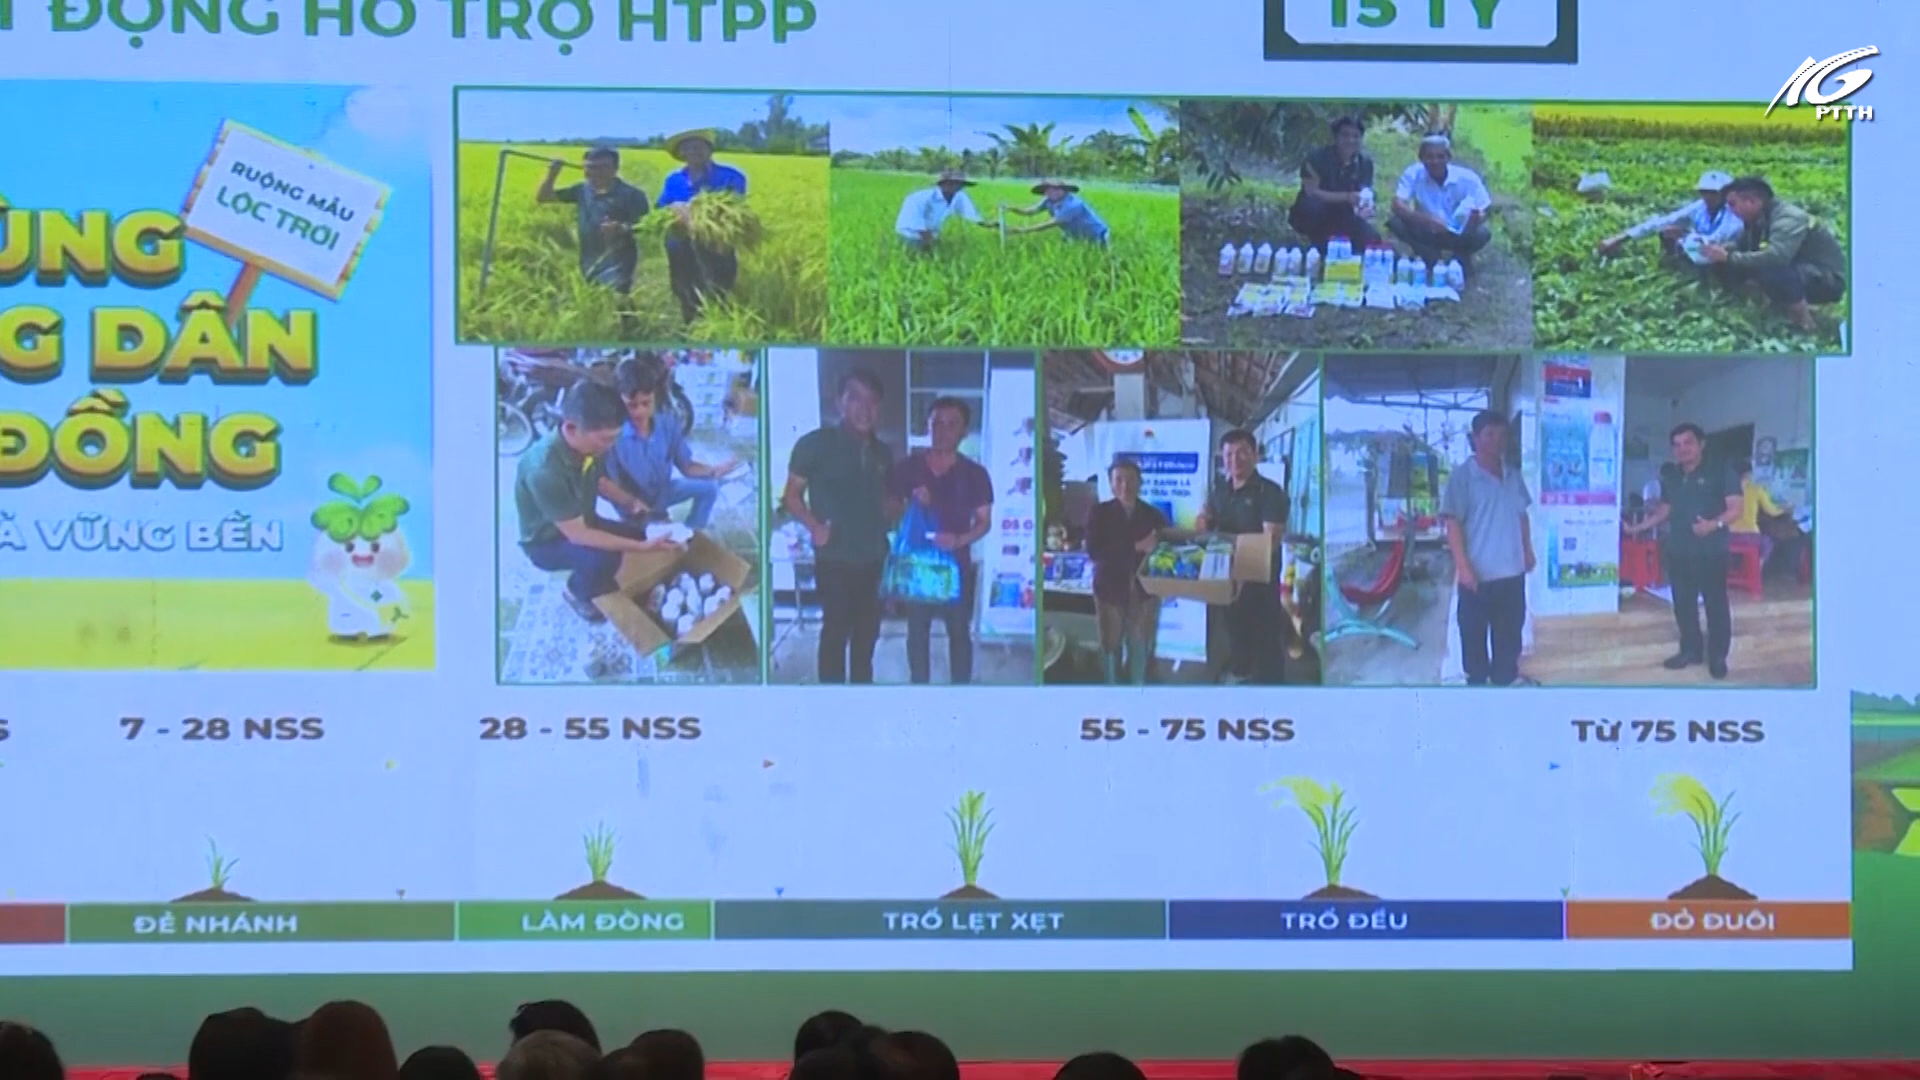 ĐỘNG HỖ TRỢ HTPP
15 TỶ
KG
PTTH
RUỘNG MẪU
LỘC TRỜI
ÙNG
G DÂN
ĐỒNG
À VỮNG BỀN
7 - 28 NSS
28 - 55 NSS
55 - 75 NSS
Từ 75 NSS
ĐẺ NHÁNH
LÀM ĐÒNG
TRỔ LẸT XẸT
TRỔ ĐỀU
ĐỎ ĐUÔI